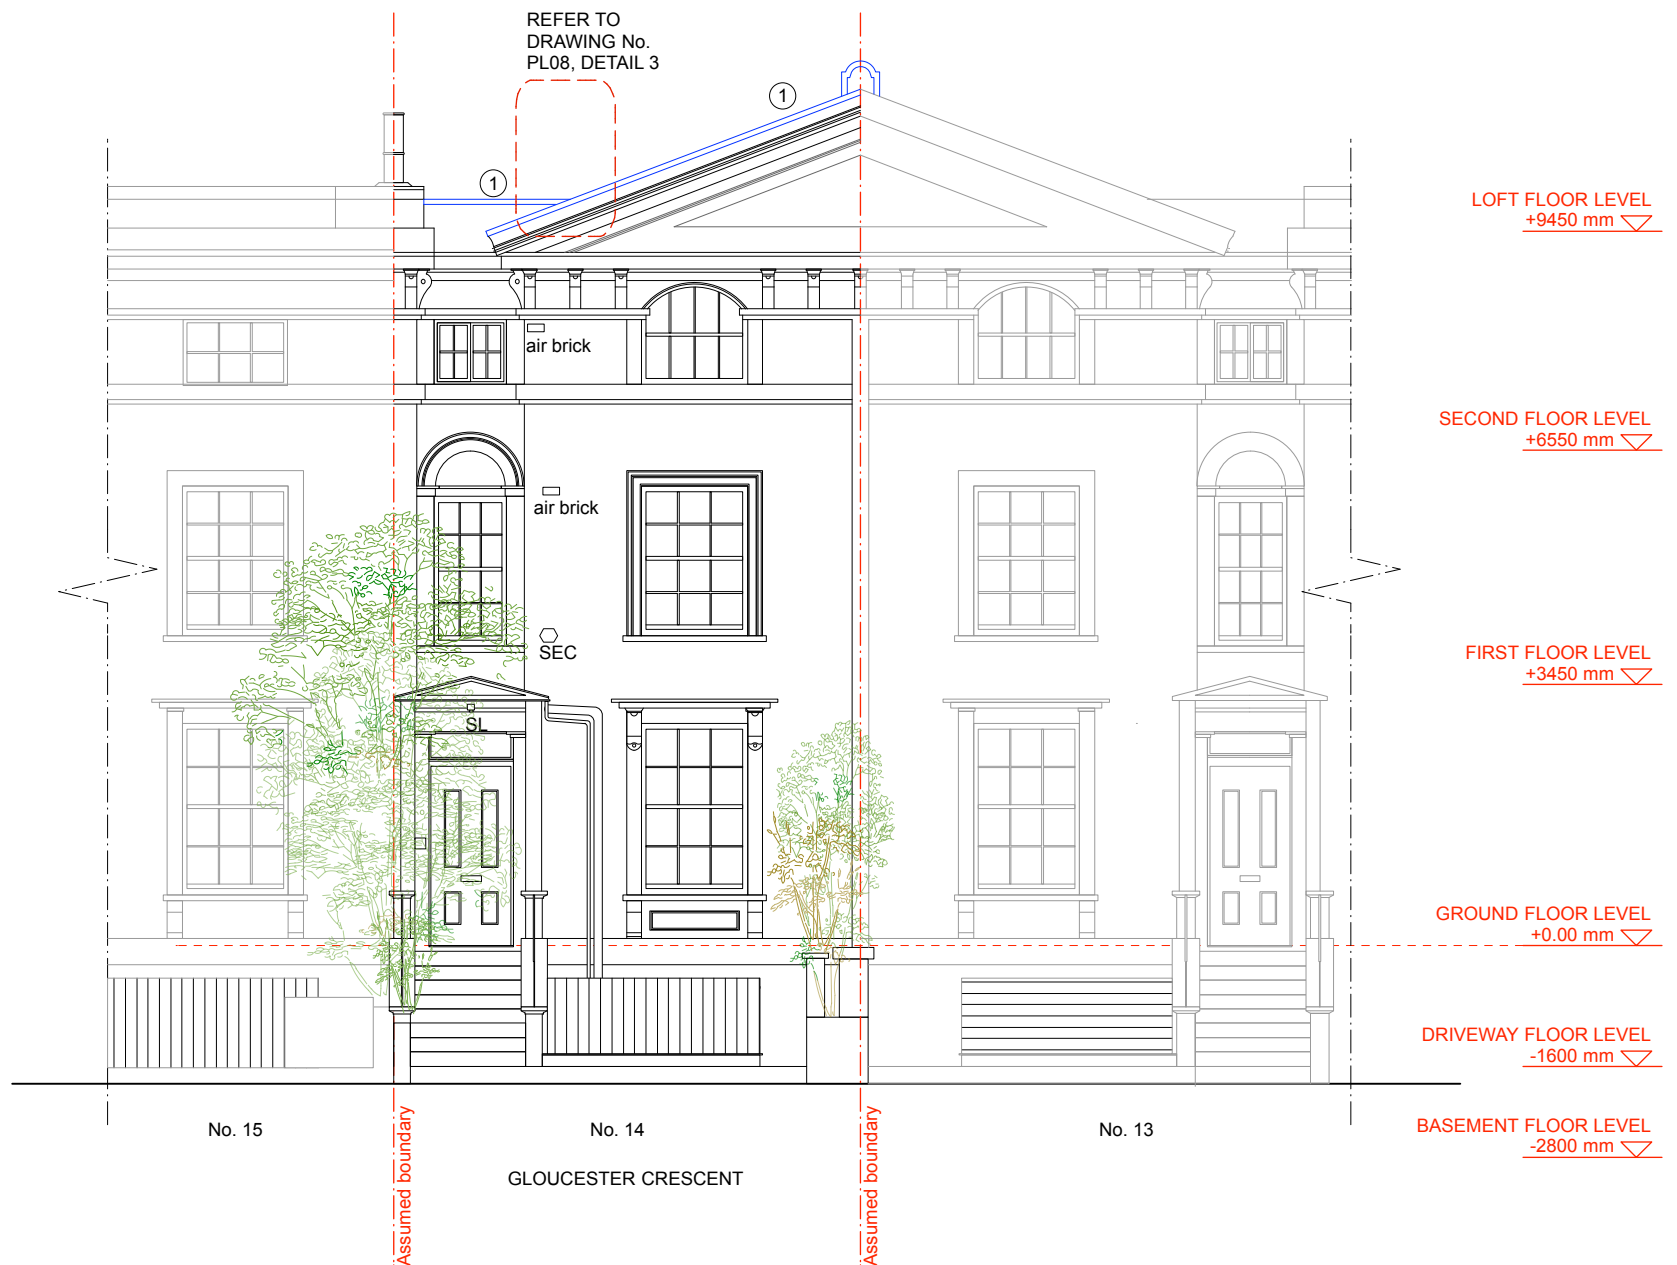 REFER TO
DRAWING No.
PL08, DETAIL 3
1
1
LOFT FLOOR LEVEL
+9450 mm
air brick
SECOND FLOOR LEVEL
+6550 mm
air brick
SEC
FIRST FLOOR LEVEL
+3450 mm
SL
GROUND FLOOR LEVEL
+0.00 mm
DRIVEWAY FLOOR LEVEL
-1600 mm
No. 15
No. 14
No. 13
BASEMENT FLOOR LEVEL
-2800 mm
Assumed boundary
Assumed boundary
GLOUCESTER CRESCENT